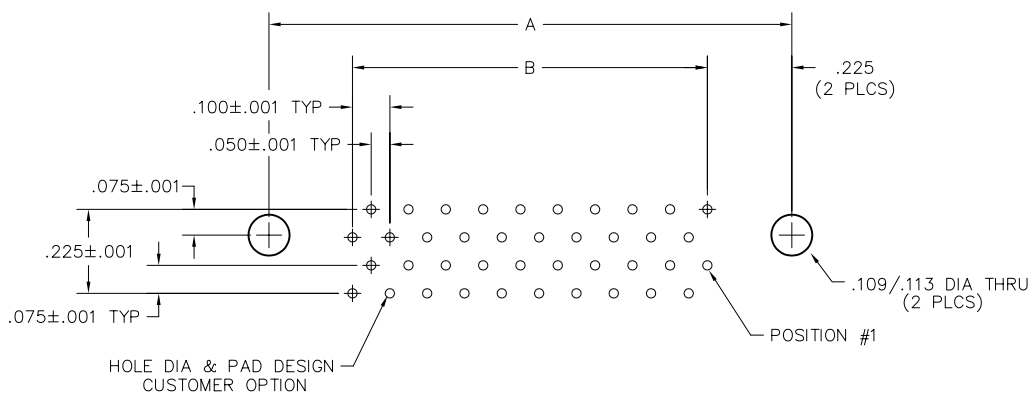 A
B
.225
(2 PLCS)
.100±.001 TYP
.050±.001 TYP
.075±.001
.225±.001
.075±.001 TYP
.109/.113 DIA THRU
(2 PLCS)
POSITION #1
HOLE DIA & PAD DESIGN
CUSTOMER OPTION